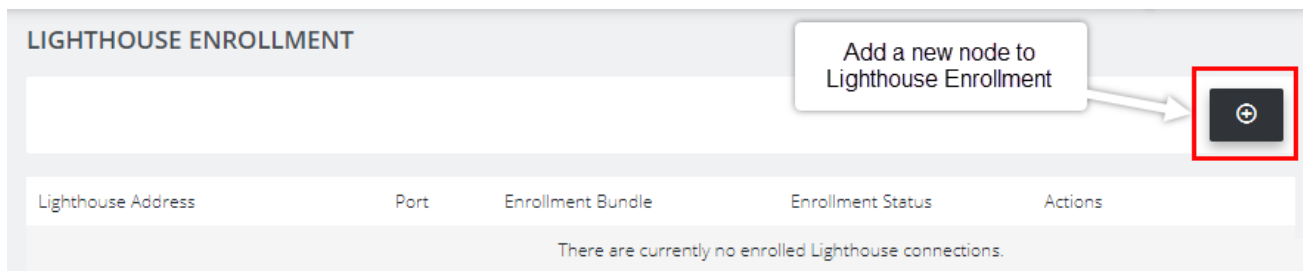 LIGHTHOUSE ENROLLMENT
Add a new node to
Lighthouse Enrollment
Lighthouse Address Port Enrollment Bundle Enrollment Status Actions
There are currently no enrolled Lighthouse connections.